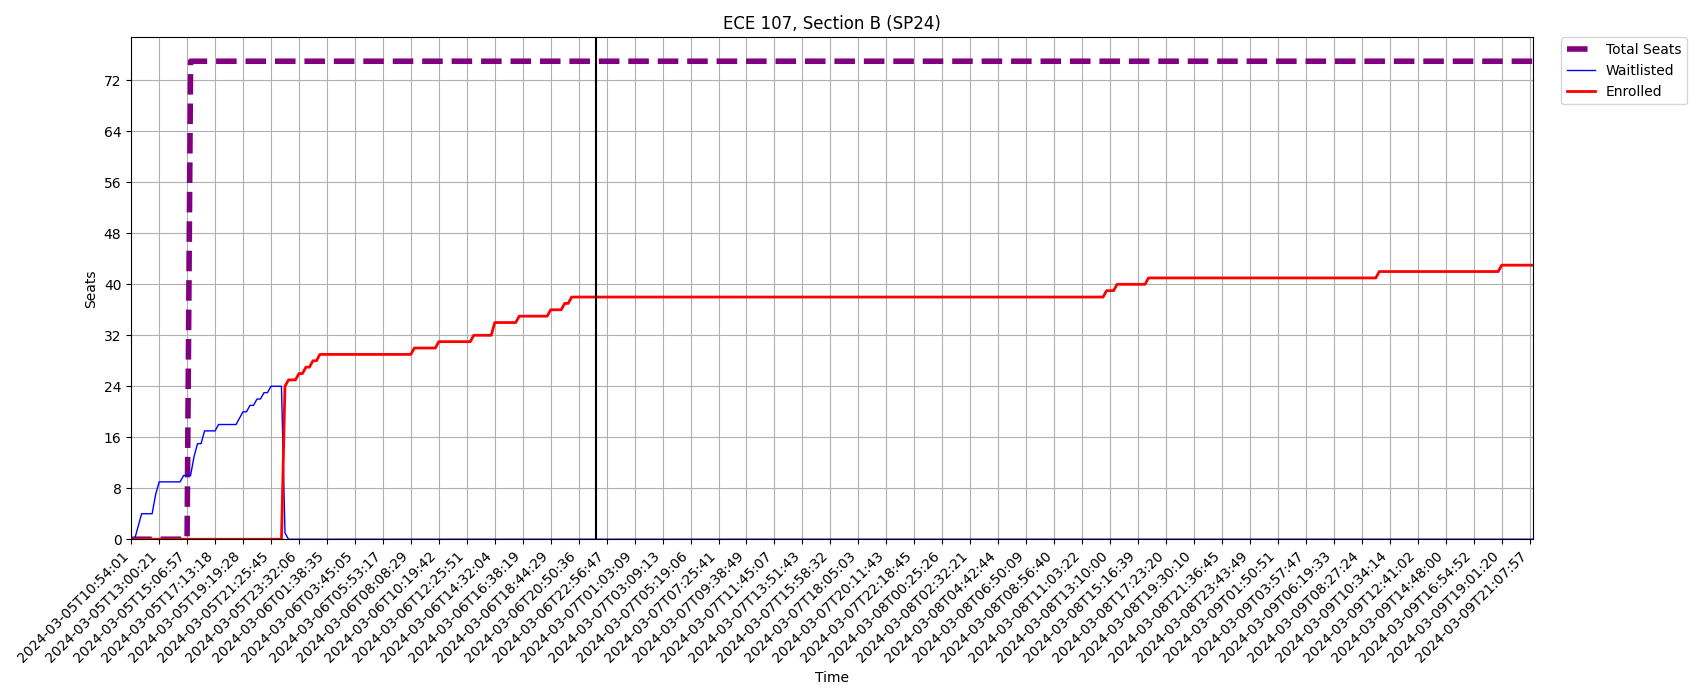 ECE 107, Section B (SP24)
Total Seats
Waitlisted
Enrolled
Seats
72
64
56
48
40
32
24
16
8
0
2024-03-05T10:54:01
2024-03-05T13:00:21
2024-03-05T15:06:57
2024-03-05T17:13:18
2024-03-05T19:19:28
2024-03-05T21:25:45
2024-03-05T23:32:06
2024-03-06T01:38:35
2024-03-06T03:45:05
2024-03-06T05:53:17
2024-03-06T08:08:29
2024-03-06T10:19:42
2024-03-06T12:25:51
2024-03-06T14:32:04
2024-03-06T16:38:19
2024-03-06T18:44:29
2024-03-06T20:50:36
2024-03-06T22:56:47
2024-03-07T01:03:09
2024-03-07T03:09:13
2024-03-07T05:19:06
2024-03-07T07:25:41
2024-03-07T09:38:49
2024-03-07T11:45:07
2024-03-07T13:51:43
2024-03-07T15:58:32
2024-03-07T18:05:03
2024-03-07T20:11:43
2024-03-07T22:18:45
2024-03-08T00:25:26
2024-03-08T02:32:21
2024-03-08T04:42:44
2024-03-08T06:50:09
2024-03-08T08:56:40
2024-03-08T11:03:22
2024-03-08T13:10:00
2024-03-08T15:16:39
2024-03-08T17:23:20
2024-03-08T19:30:10
2024-03-08T21:36:45
2024-03-08T23:43:49
2024-03-09T01:50:51
2024-03-09T03:57:47
2024-03-09T06:19:33
2024-03-09T08:27:24
2024-03-09T10:34:14
2024-03-09T12:41:02
2024-03-09T14:48:00
2024-03-09T16:54:52
2024-03-09T19:01:20
2024-03-09T21:07:57
Time